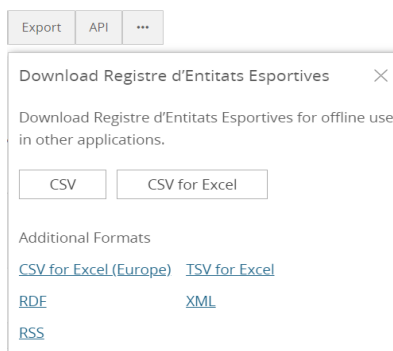 Export API •••
Download Registre d'Entitats Esportives ×
Download Registre d'Entitats Esportives for offline use
in other applications.
CSV CSV for Excel
Additional Formats
CSV for Excel (Europe) TSV for Excel
RDF XML
RSS